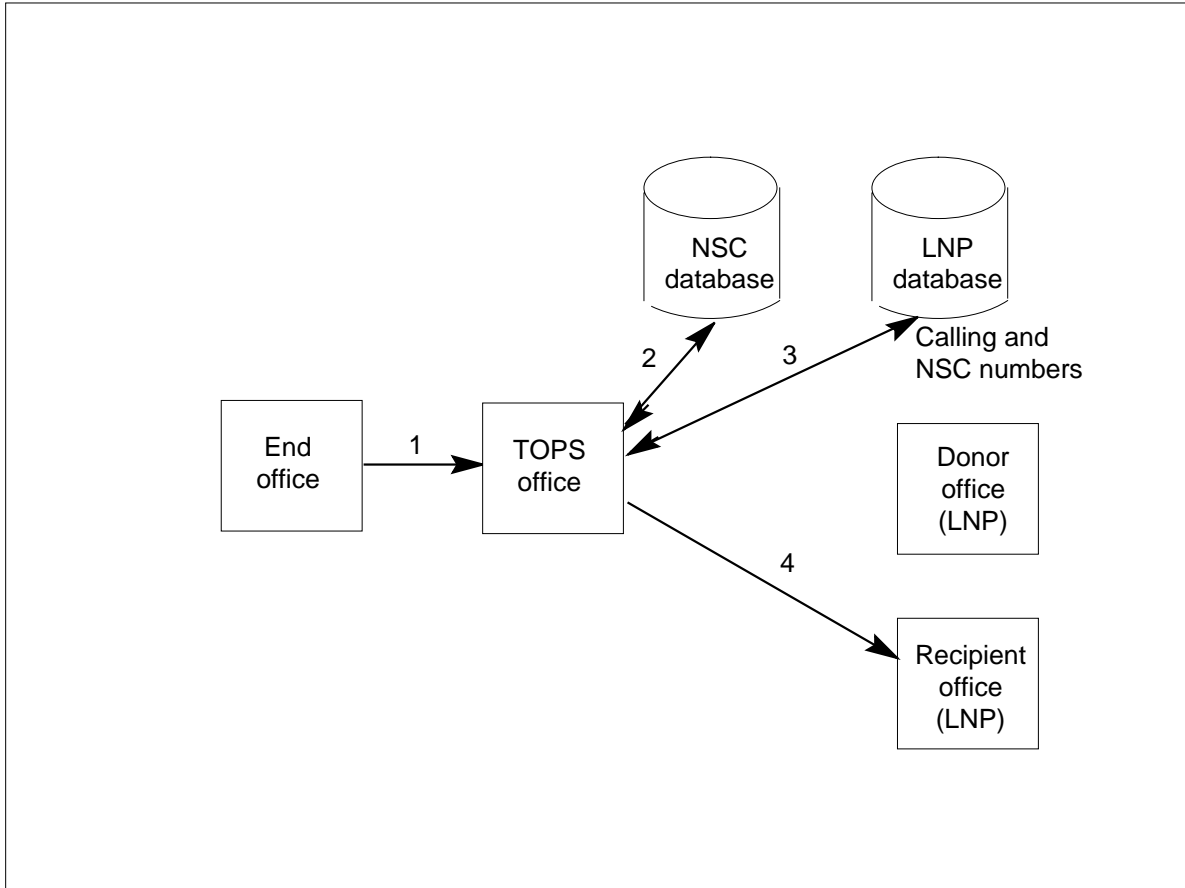 NSC
database
LNP
database
Calling and
NSC numbers
2
3
End
office
1
TOPS
office
Donor
office
(LNP)
4
Recipient
office
(LNP)